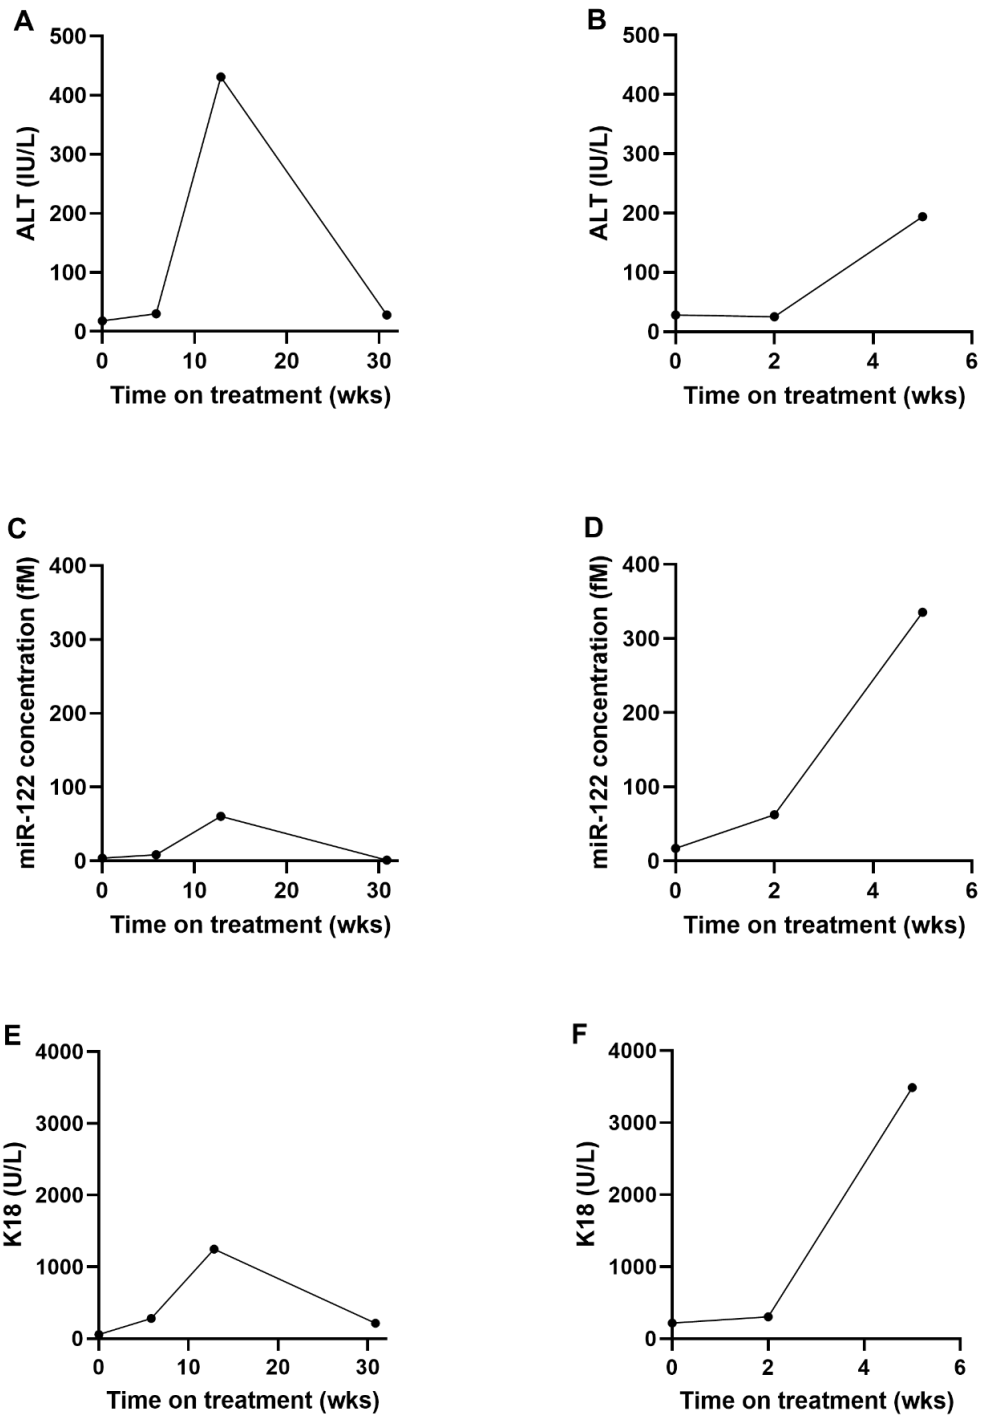 A
ALT (IU/L)
500
400
300
200
100
0
0 10 20 30
Time on treatment (wks)
B
ALT (IU/L)
500
400
300
200
100
0
0 2 4 6
Time on treatment (wks)
C
miR-122 concentration (fM)
400
300
200
100
0
0 10 20 30
Time on treatment (wks)
D
miR-122 concentration (fM)
400
300
200
100
0
0 2 4 6
Time on treatment (wks)
E
K18 (U/L)
4000
3000
2000
1000
0
0 10 20 30
Time on treatment (wks)
F
K18 (U/L)
4000
3000
2000
1000
0
0 2 4 6
Time on treatment (wks)